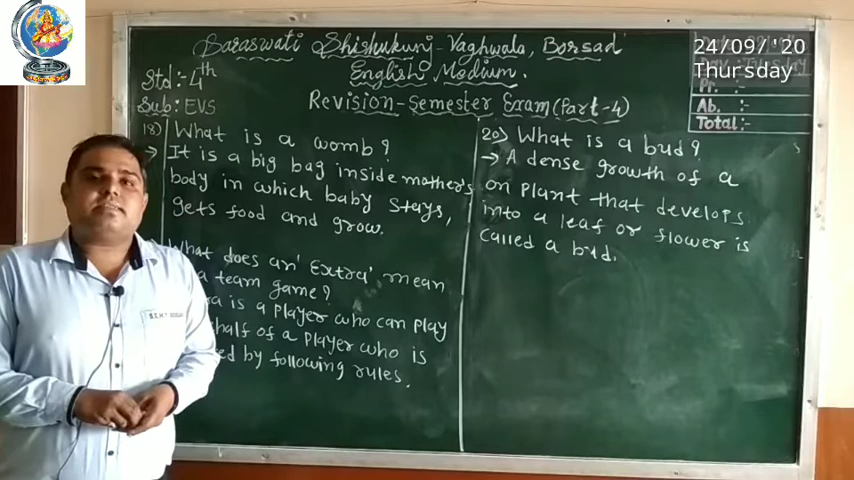 Saraswati Shishukunj - Vaghwala, Borsad
English Medium.
24/09/'20
Thursday
Std :- 4th
Sub : EVS
Revision - Semester Exam (Part-4)
Pr. :-
Ab. :-
Total :-
18) What is a womb?
→ It is a big bag inside mother's
body in which baby stays,
gets food and grow.
What does an 'Extra' mean
a team game?
is a player who can play
half of a player who is
by following rules.
20) What is a bud?
→ A dense growth of a
on plant that develops
into a leaf or flower is
called a bud.